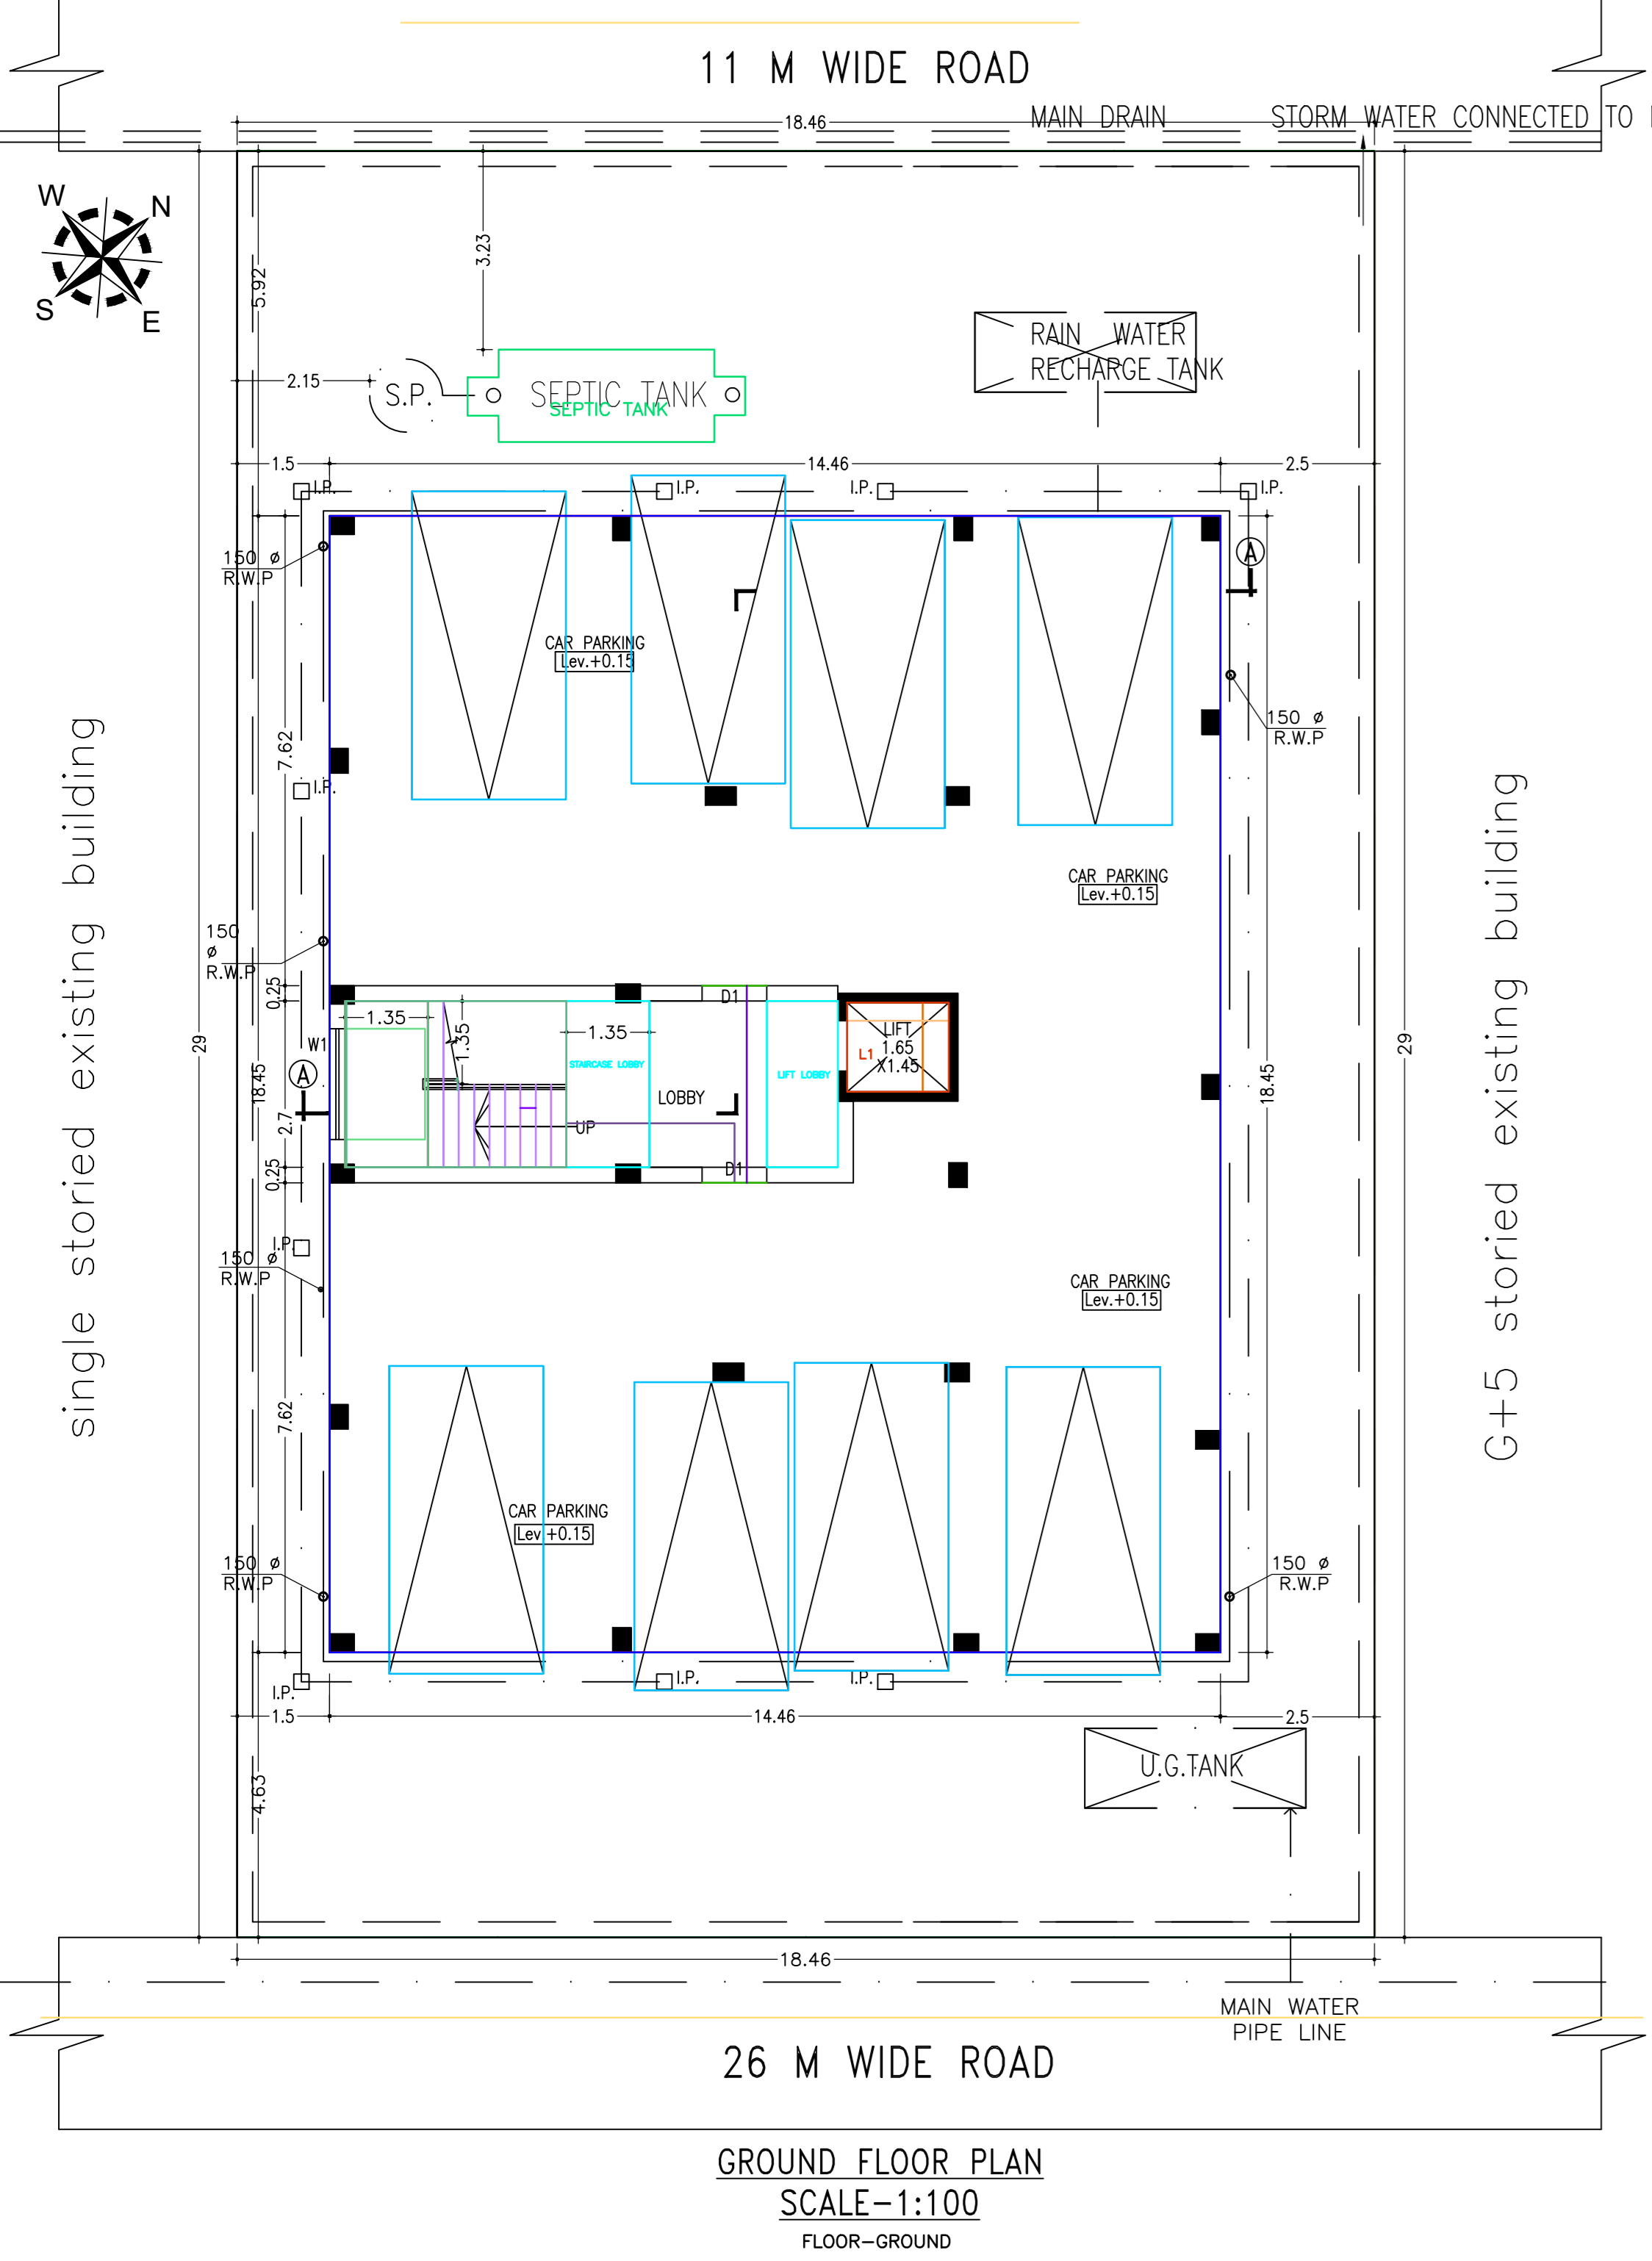 11 M WIDE ROAD
MAIN DRAIN
STORM WATER CONNECTED TO
18.46
W
N
S
E
3.23
5.92
RAIN WATER
RECHARGE TANK
2.15
S.P.
SEPTIC TANK
SEPTIC TANK
1.5
14.46
2.5
I.P.
I.P.
I.P.
I.P.
150 ø
R.W.P
A
CAR PARKING
Lev.+0.15
150 ø
R.W.P
7.62
I.P.
single storied existing building
G+5 storied existing building
CAR PARKING
Lev.+0.15
150
ø
R.W.P
0.25
D1
1.35
1.35
1.35
W1
LIFT
1.65
X1.45
L1
29
29
STAIRCASE LOBBY
LIFT LOBBY
A
18.45
18.45
2.7
LOBBY
UP
D1
0.25
I.P.
150 ø
R.W.P
CAR PARKING
Lev.+0.15
7.62
CAR PARKING
Lev.+0.15
150 ø
R.W.P
150 ø
R.W.P
I.P.
I.P.
I.P.
1.5
14.46
2.5
U.G.TANK
4.63
18.46
MAIN WATER
PIPE LINE
26 M WIDE ROAD
GROUND FLOOR PLAN
SCALE-1:100
FLOOR-GROUND